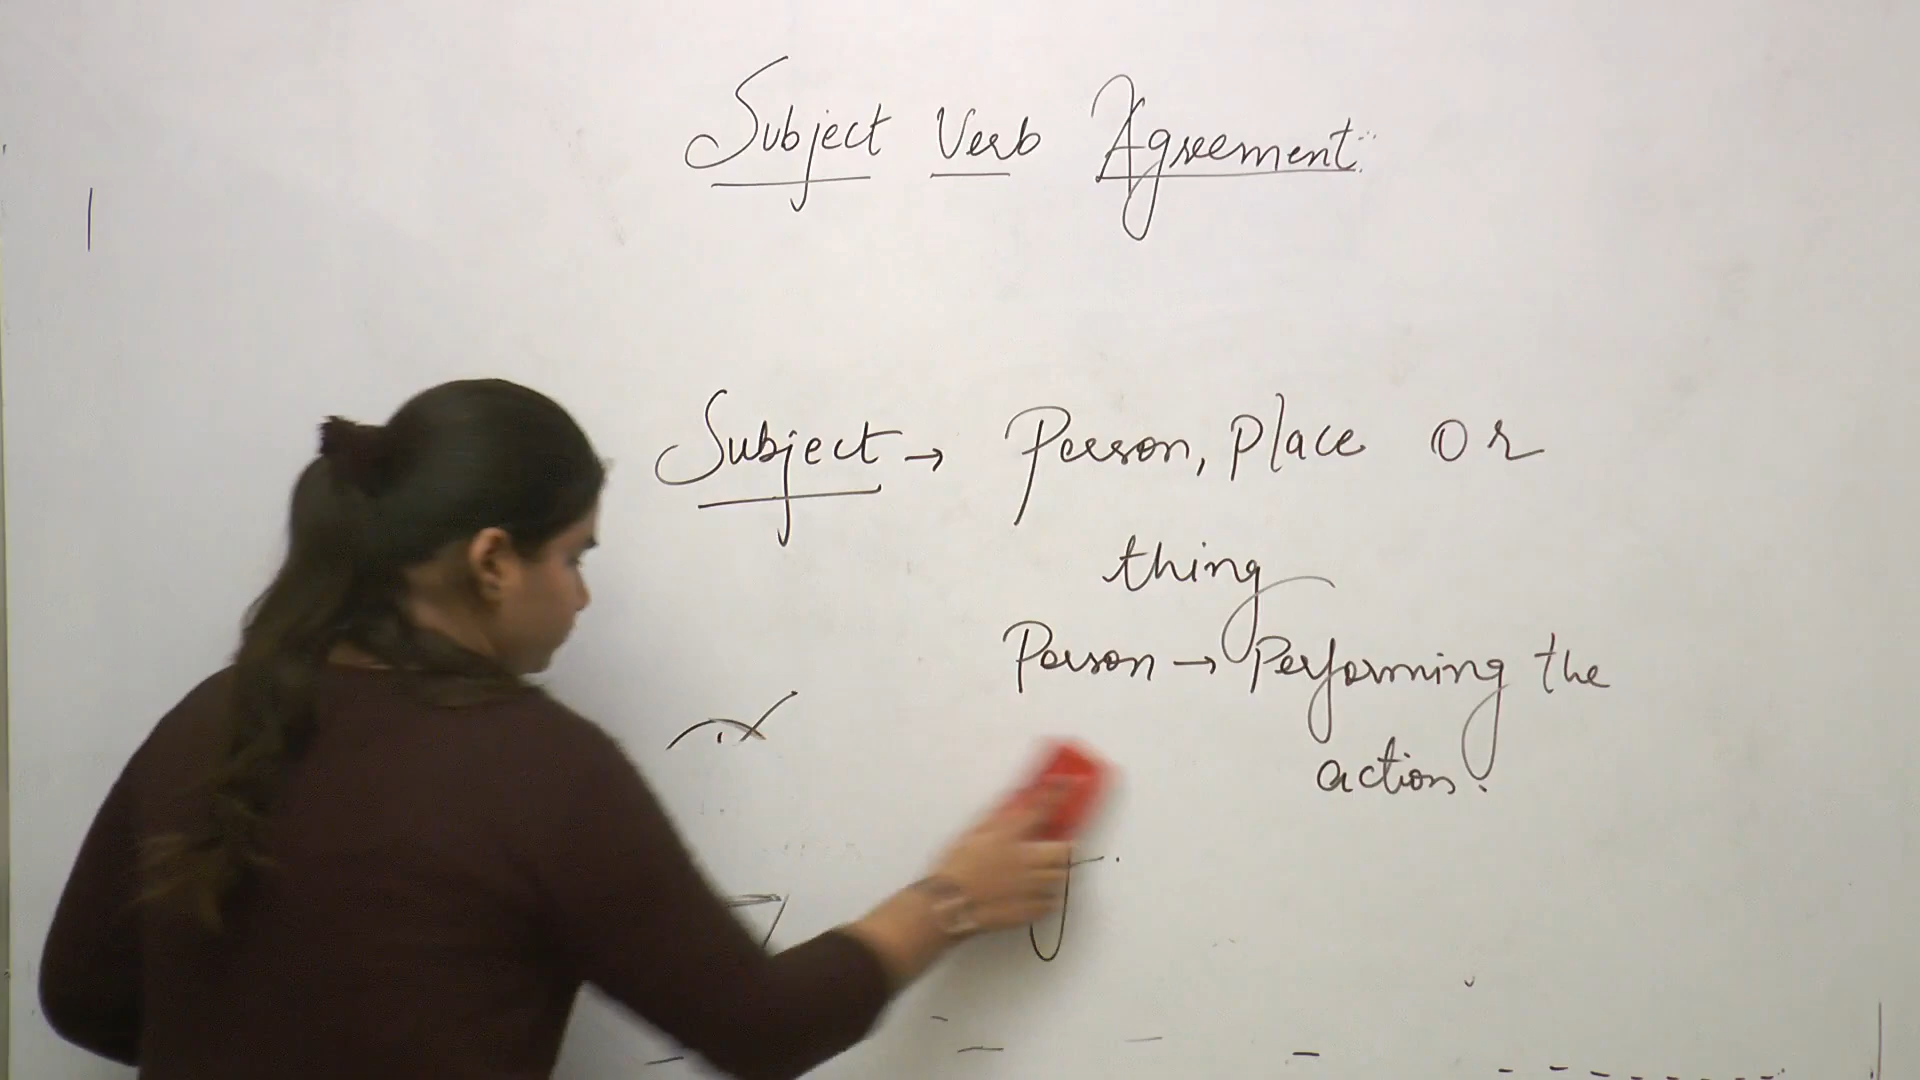 Subject Verb Agreement
Subject → Person, Place or
thing
Person → Performing the
action.